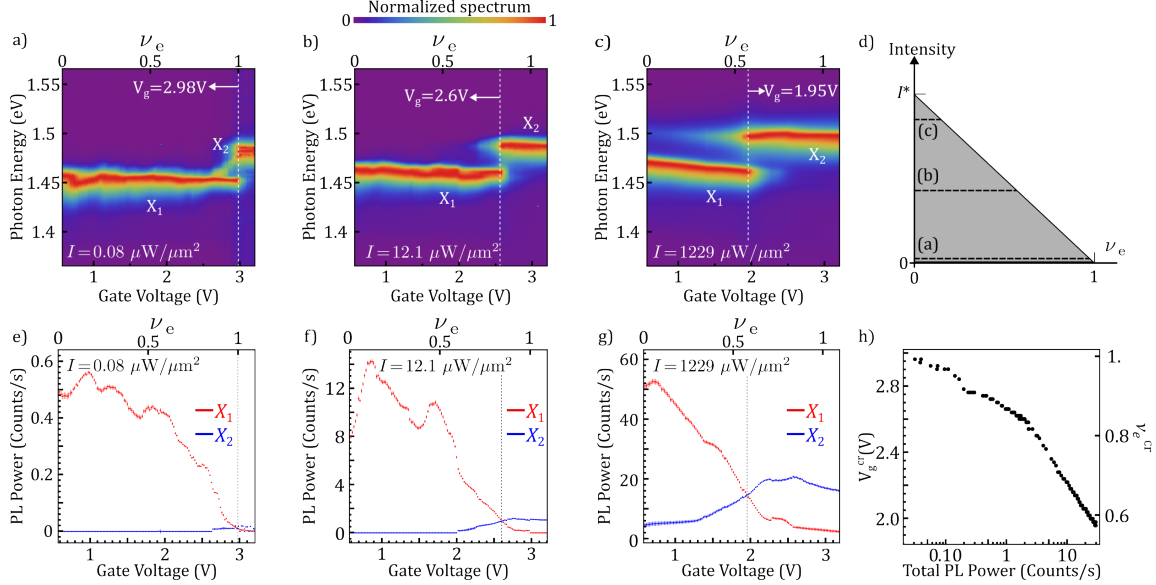 Normalized spectrum
0 1
a)
ν e
0 0.5 1
Vg=2.98V
X2
X1
I = 0.08 μW/μm²
1.55
1.5
1.45
1.4
Photon Energy (eV)
1 2 3
Gate Voltage (V)
b)
ν e
0 0.5 1
Vg=2.6V
X2
X1
I = 12.1 μW/μm²
1.55
1.5
1.45
1.4
Photon Energy (eV)
1 2 3
Gate Voltage (V)
c)
ν e
0 0.5 1
Vg=1.95V
X2
X1
I = 1229 μW/μm²
1.55
1.5
1.45
1.4
Photon Energy (eV)
1 2 3
Gate Voltage (V)
d)
Intensity
I*
(c)
(b)
(a)
ν e
0
0 1
e)
ν e
0 0.5 1
I = 0.08 μW/μm²
X1
X2
0.6
0.4
0.2
0
PL Power (Counts/s)
1 2 3
Gate Voltage (V)
f)
ν e
0 0.5 1
I = 12.1 μW/μm²
X1
X2
12
8
4
0
PL Power (Counts/s)
1 2 3
Gate Voltage (V)
g)
ν e
0 0.5 1
I = 1229 μW/μm²
X1
X2
60
50
40
30
20
10
0
PL Power (Counts/s)
1 2 3
Gate Voltage (V)
h)
2.8
2.4
2.0
Vg cr (V)
1.
0.8
0.6
νe cr
0.10 1 10
Total PL Power (Counts/s)